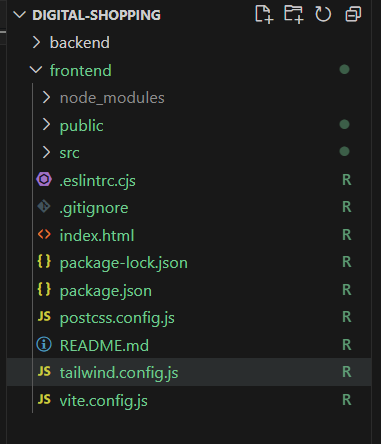 DIGITAL-SHOPPING
backend
frontend
node_modules
public
src
.eslintrc.cjs R
.gitignore R
index.html R
{} package-lock.json R
{} package.json R
JS postcss.config.js R
README.md R
JS tailwind.config.js R
JS vite.config.js R